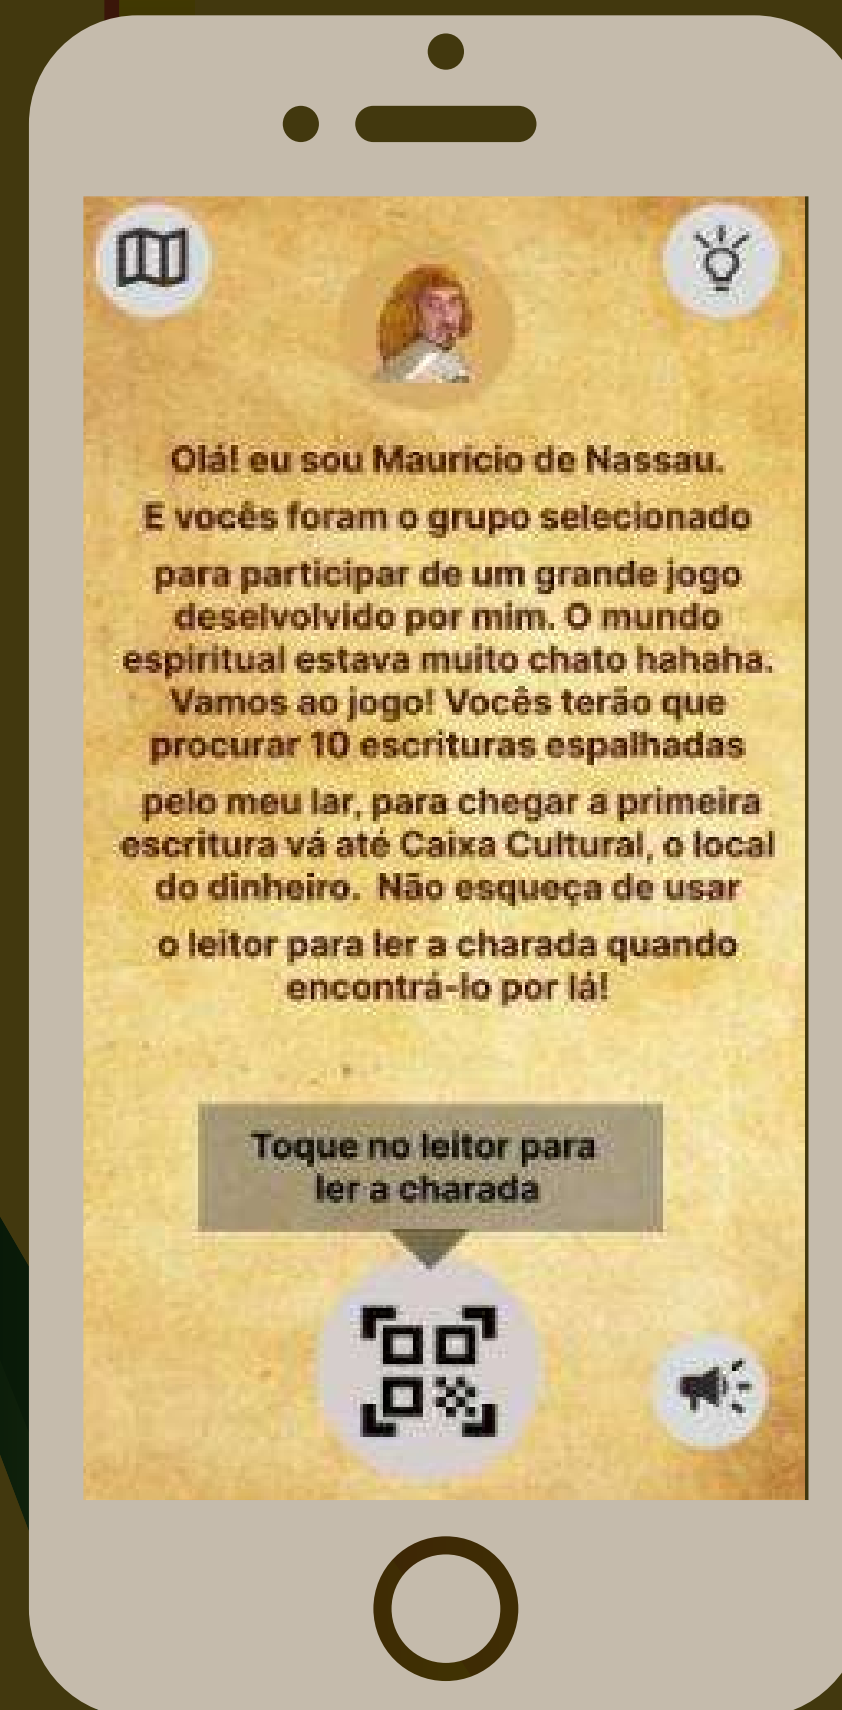 Olá! eu sou Mauricio de Nassau.
E vocês foram o grupo selecionado
para participar de um grande jogo
deselvolvido por mim. O mundo
espiritual estava muito chato hahaha.
Vamos ao jogo! Vocês terão que
procurar 10 escrituras espalhadas
pelo meu lar, para chegar a primeira
escritura vá até Caixa Cultural, o local
do dinheiro. Não esqueça de usar
o leitor para ler a charada quando
encontrá-lo por lá!
Toque no leitor para
ler a charada